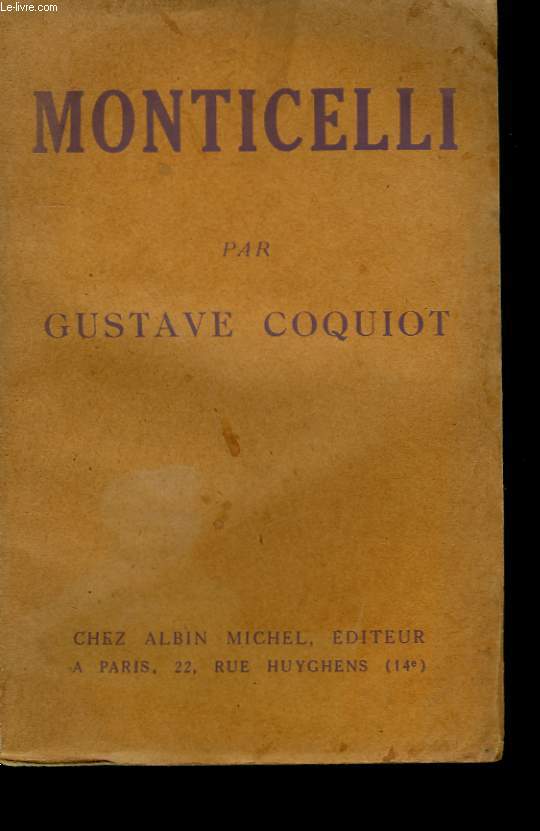 Le-livre.com
MONTICELLI
PAR
GUSTAVE COQUIOT
CHEZ ALBIN MICHEL, EDITEUR
A PARIS, 22, RUE HUYGHENS (14e)